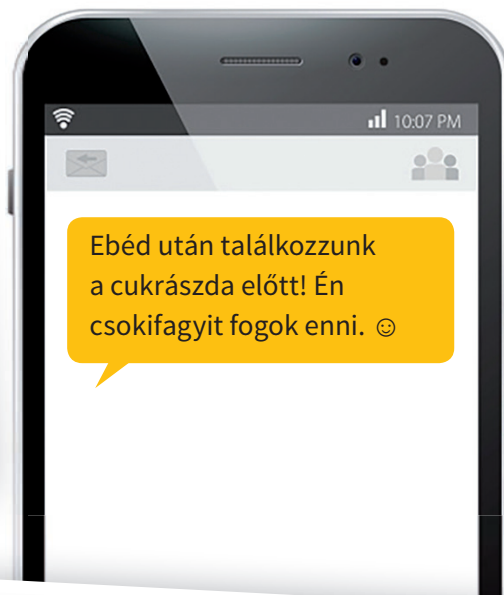 10:07 PM
Ebéd után találkozzunk
a cukrászda előtt! Én
csokifagyit fogok enni. ☺